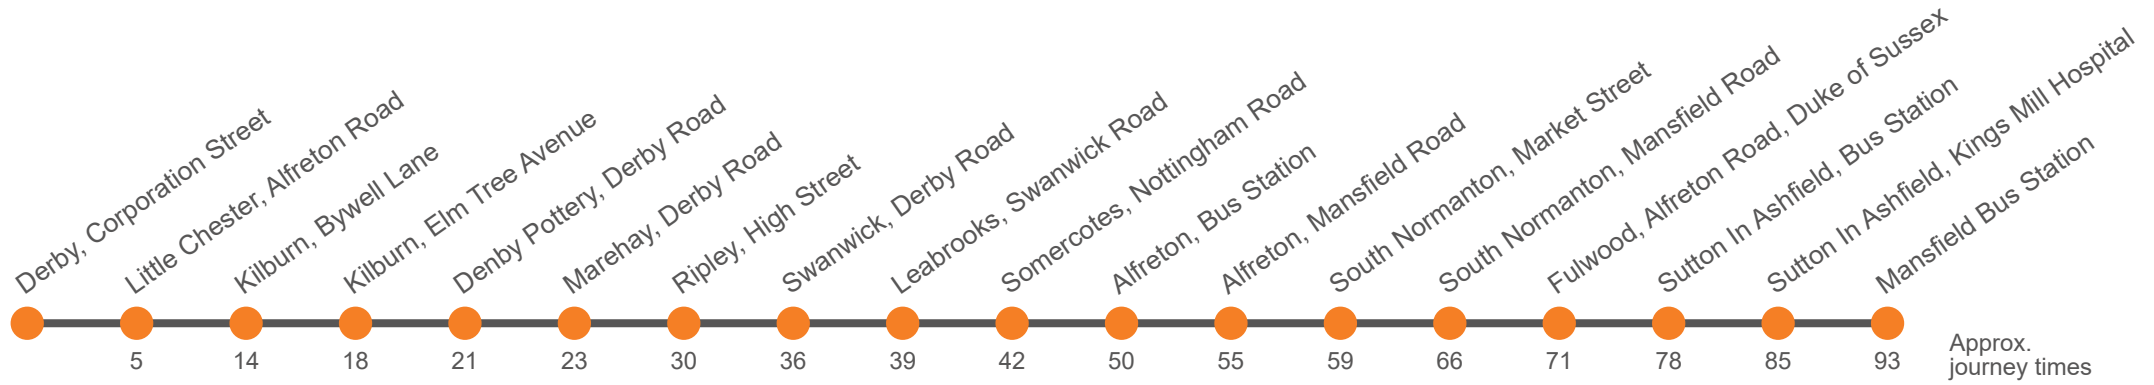 Derby, Corporation Street
Little Chester, Alfreton Road
Kilburn, Bywell Lane
Kilburn, Elm Tree Avenue
Denby Pottery, Derby Road
Marehay, Derby Road
Ripley, High Street
Swanwick, Derby Road
Leabrooks, Swanwick Road
Somercotes, Nottingham Road
Alfreton, Bus Station
Alfreton, Mansfield Road
South Normanton, Market Street
South Normanton, Mansfield Road
Fulwood, Alfreton Road, Duke of Sussex
Sutton In Ashfield, Bus Station
Sutton In Ashfield, Kings Mill Hospital
Mansfield Bus Station
5 14 18 21 23 30 36 39 42 50 55 59 66 71 78 85 93
Approx.
journey times